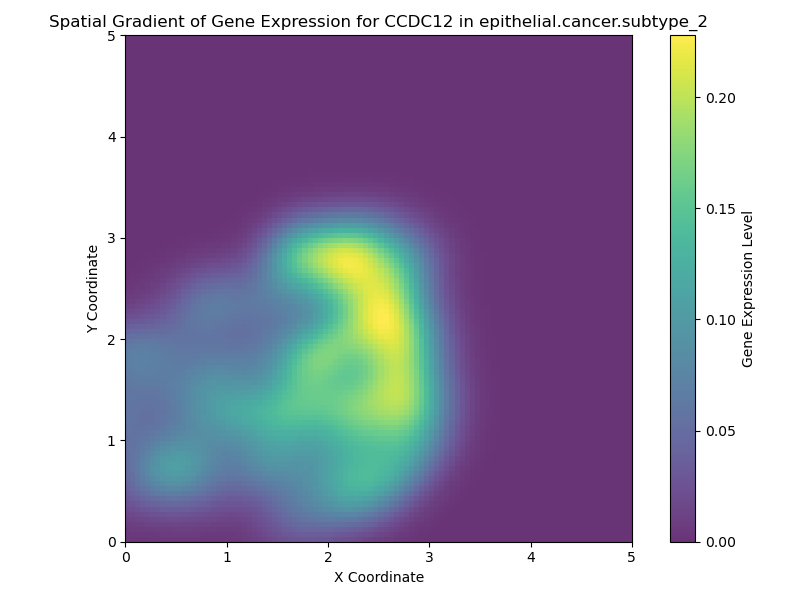 Spatial Gradient of Gene Expression for CCDC12 in epithelial.cancer.subtype_2
5
4
3
2
1
0
0 1 2 3 4 5
Y Coordinate
X Coordinate
0.20
0.15
0.10
0.05
0.00
Gene Expression Level